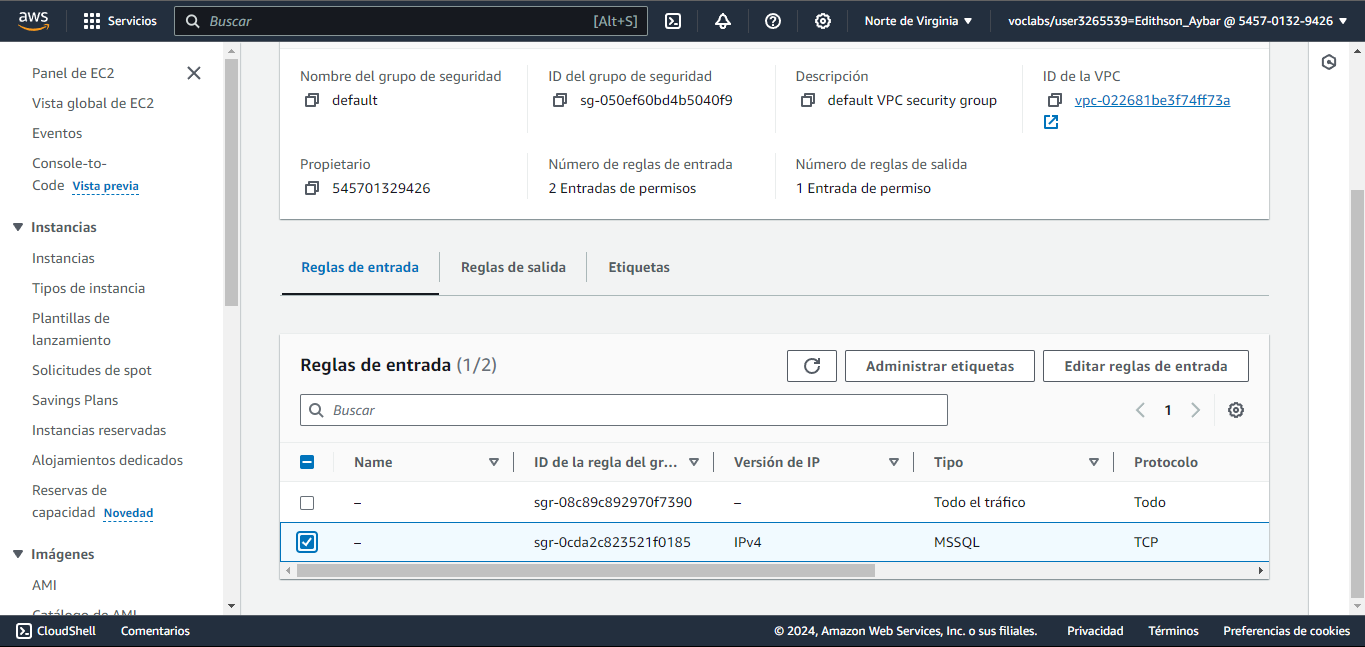 aws
Servicios
Buscar
[Alt+S]
Norte de Virginia
voclabs/user3265539=Edithson_Aybar @ 5457-0132-9426
Panel de EC2
Vista global de EC2
Eventos
Console-to-
Code Vista previa
Instancias
Instancias
Tipos de instancia
Plantillas de
lanzamiento
Solicitudes de spot
Savings Plans
Instancias reservadas
Alojamientos dedicados
Reservas de
capacidad Novedad
Imágenes
AMI
Catálogo de AMI
Nombre del grupo de seguridad
default
ID del grupo de seguridad
sg-050ef60bd4b5040f9
Descripción
default VPC security group
ID de la VPC
vpc-022681be3f74ff73a
Propietario
545701329426
Número de reglas de entrada
2 Entradas de permisos
Número de reglas de salida
1 Entrada de permiso
Reglas de entrada
Reglas de salida
Etiquetas
Reglas de entrada (1/2)
Administrar etiquetas
Editar reglas de entrada
Buscar
1
Name ID de la regla del gr... Versión de IP Tipo Protocolo
– sgr-08c89c892970f7390 – Todo el tráfico Todo
– sgr-0cda2c823521f0185 IPv4 MSSQL TCP
CloudShell
Comentarios
© 2024, Amazon Web Services, Inc. o sus filiales.
Privacidad
Términos
Preferencias de cookies